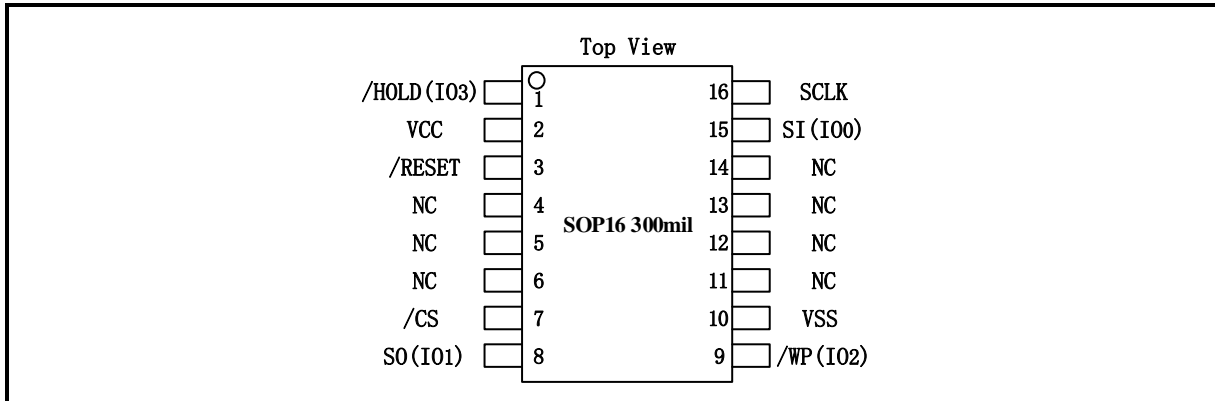 Top View
/HOLD(IO3) 1 16 SCLK
VCC 2 15 SI(IO0)
/RESET 3 14 NC
NC 4 13 NC
NC 5 SOP16 300mil 12 NC
NC 6 11 NC
/CS 7 10 VSS
SO(IO1) 8 9 /WP(IO2)